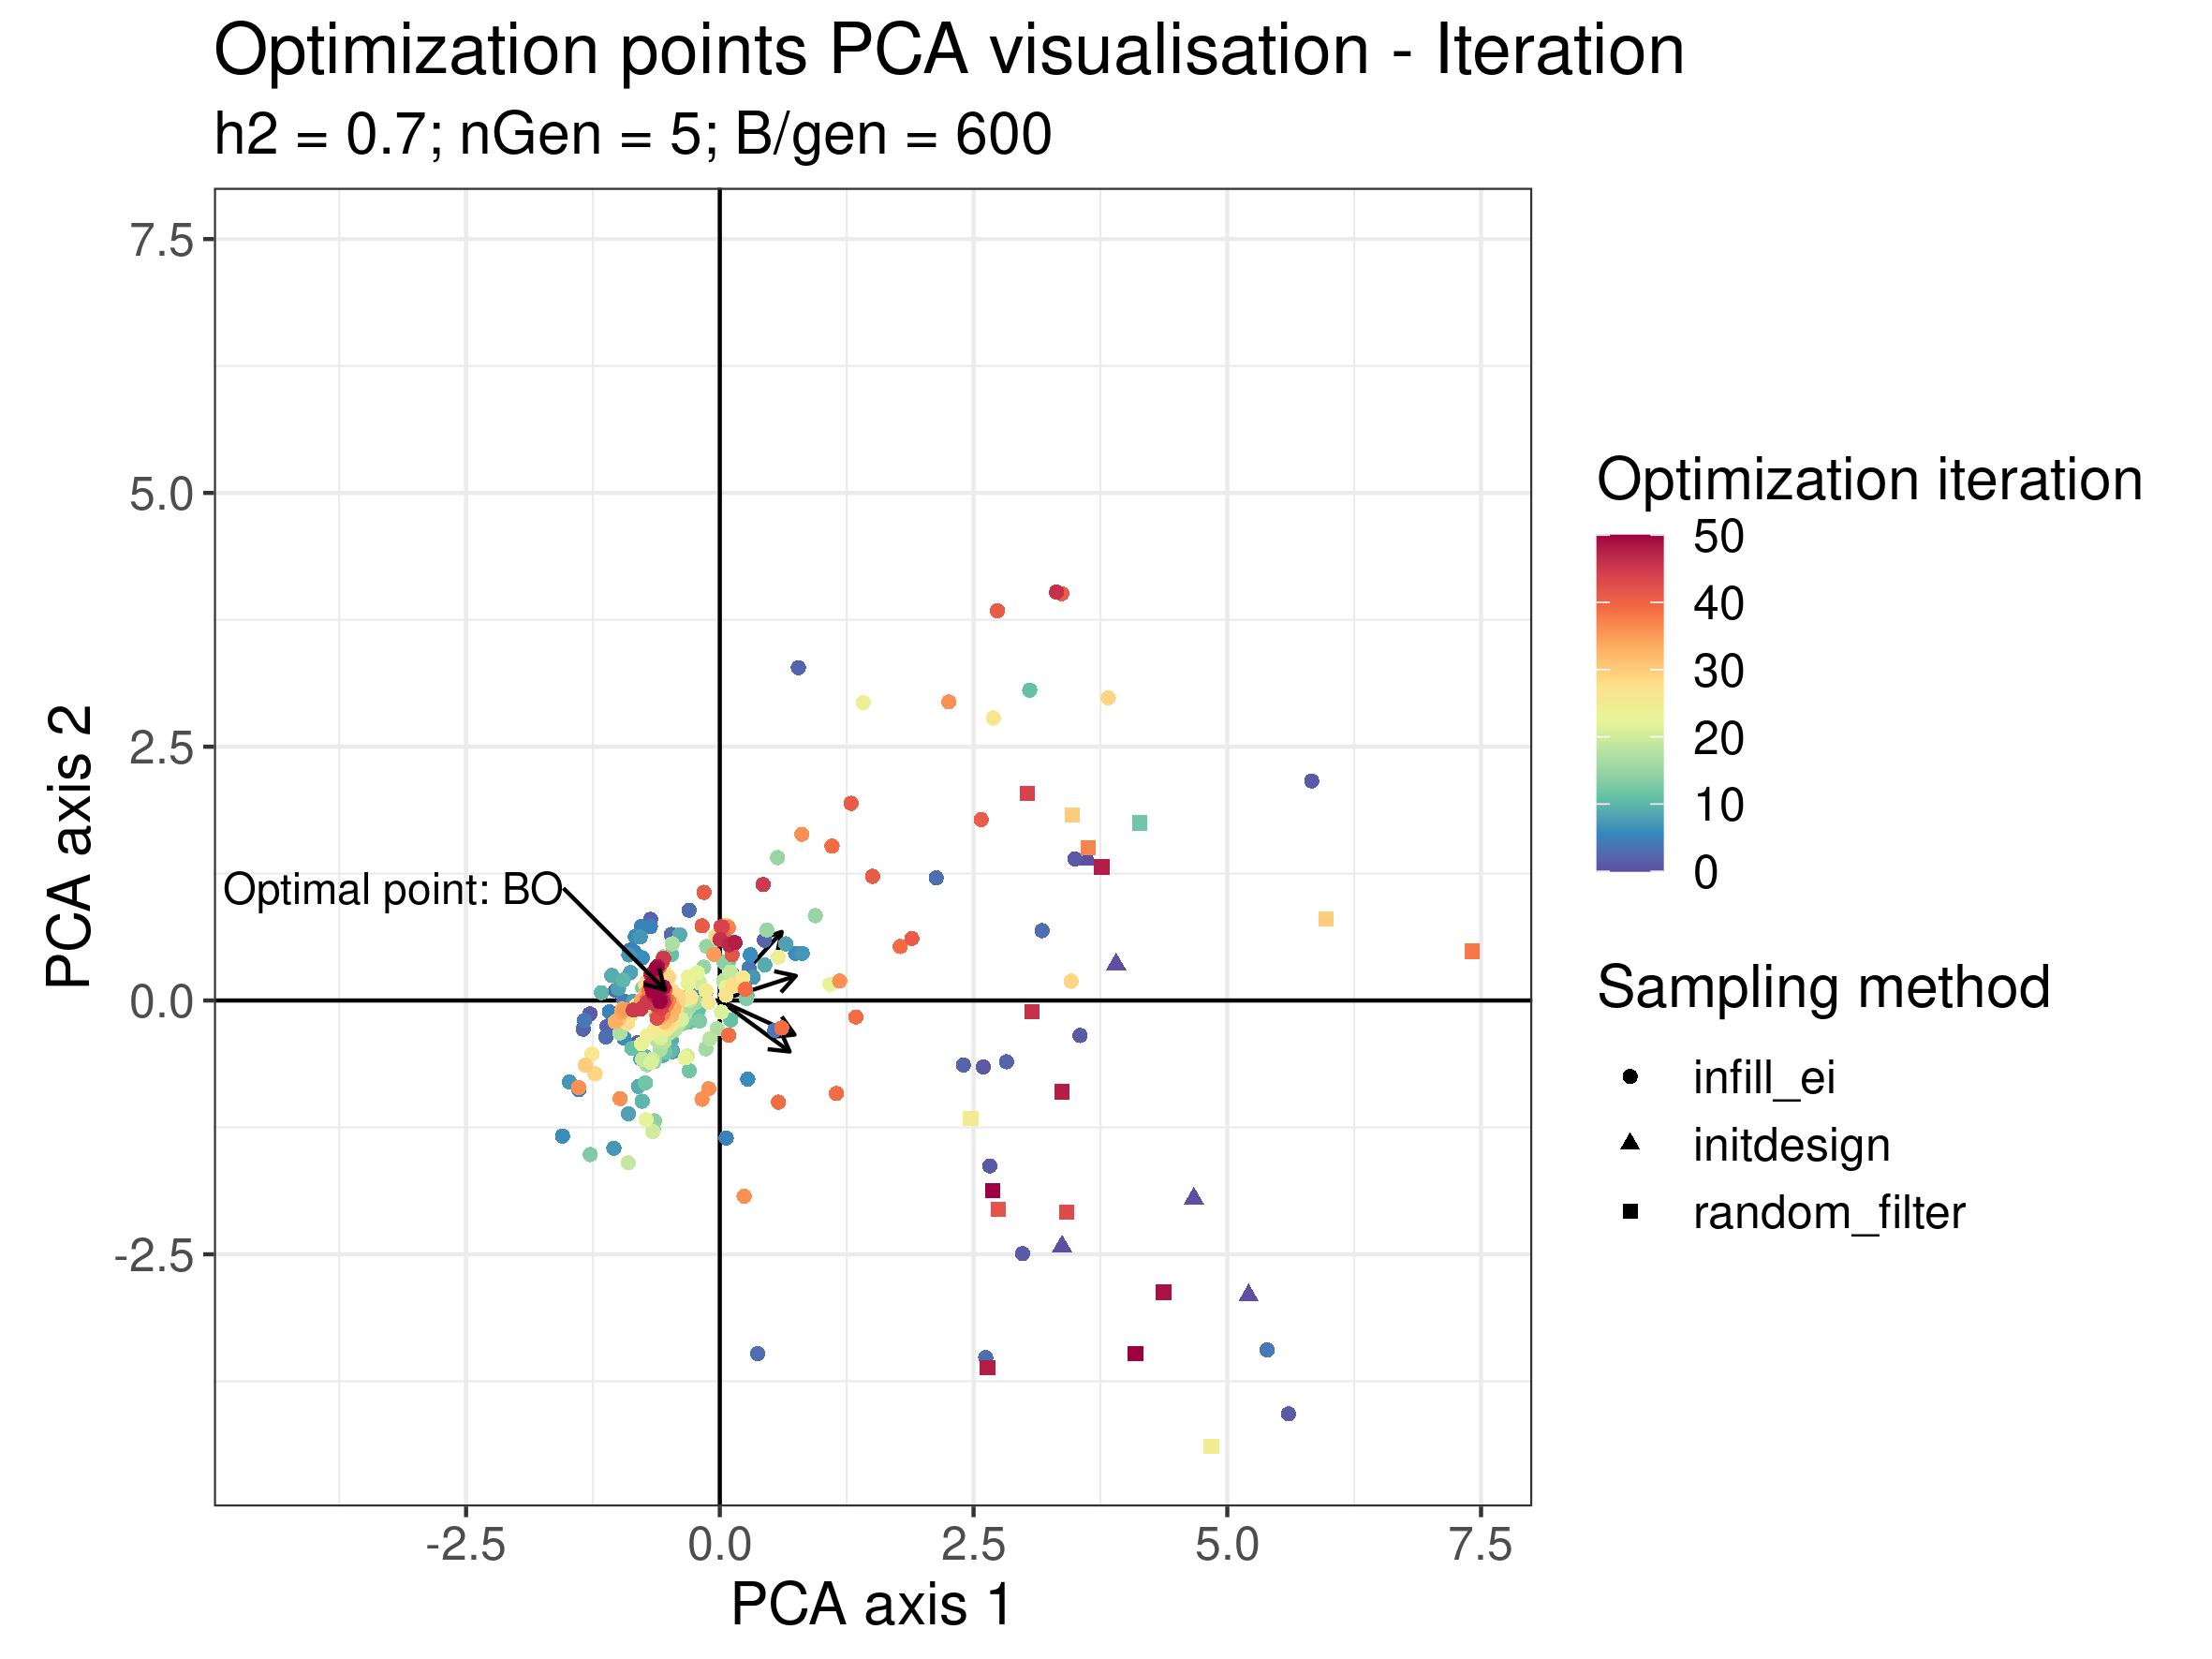 Optimization points PCA visualisation - Iteration
h2 = 0.7; nGen = 5; B/gen = 600
7.5
5.0
2.5
0.0
-2.5
PCA axis 2
Optimal point: BO
-2.5
0.0
2.5
5.0
7.5
PCA axis 1
Optimization iteration
50
40
30
20
10
0
Sampling method
infill_ei
initdesign
random_filter